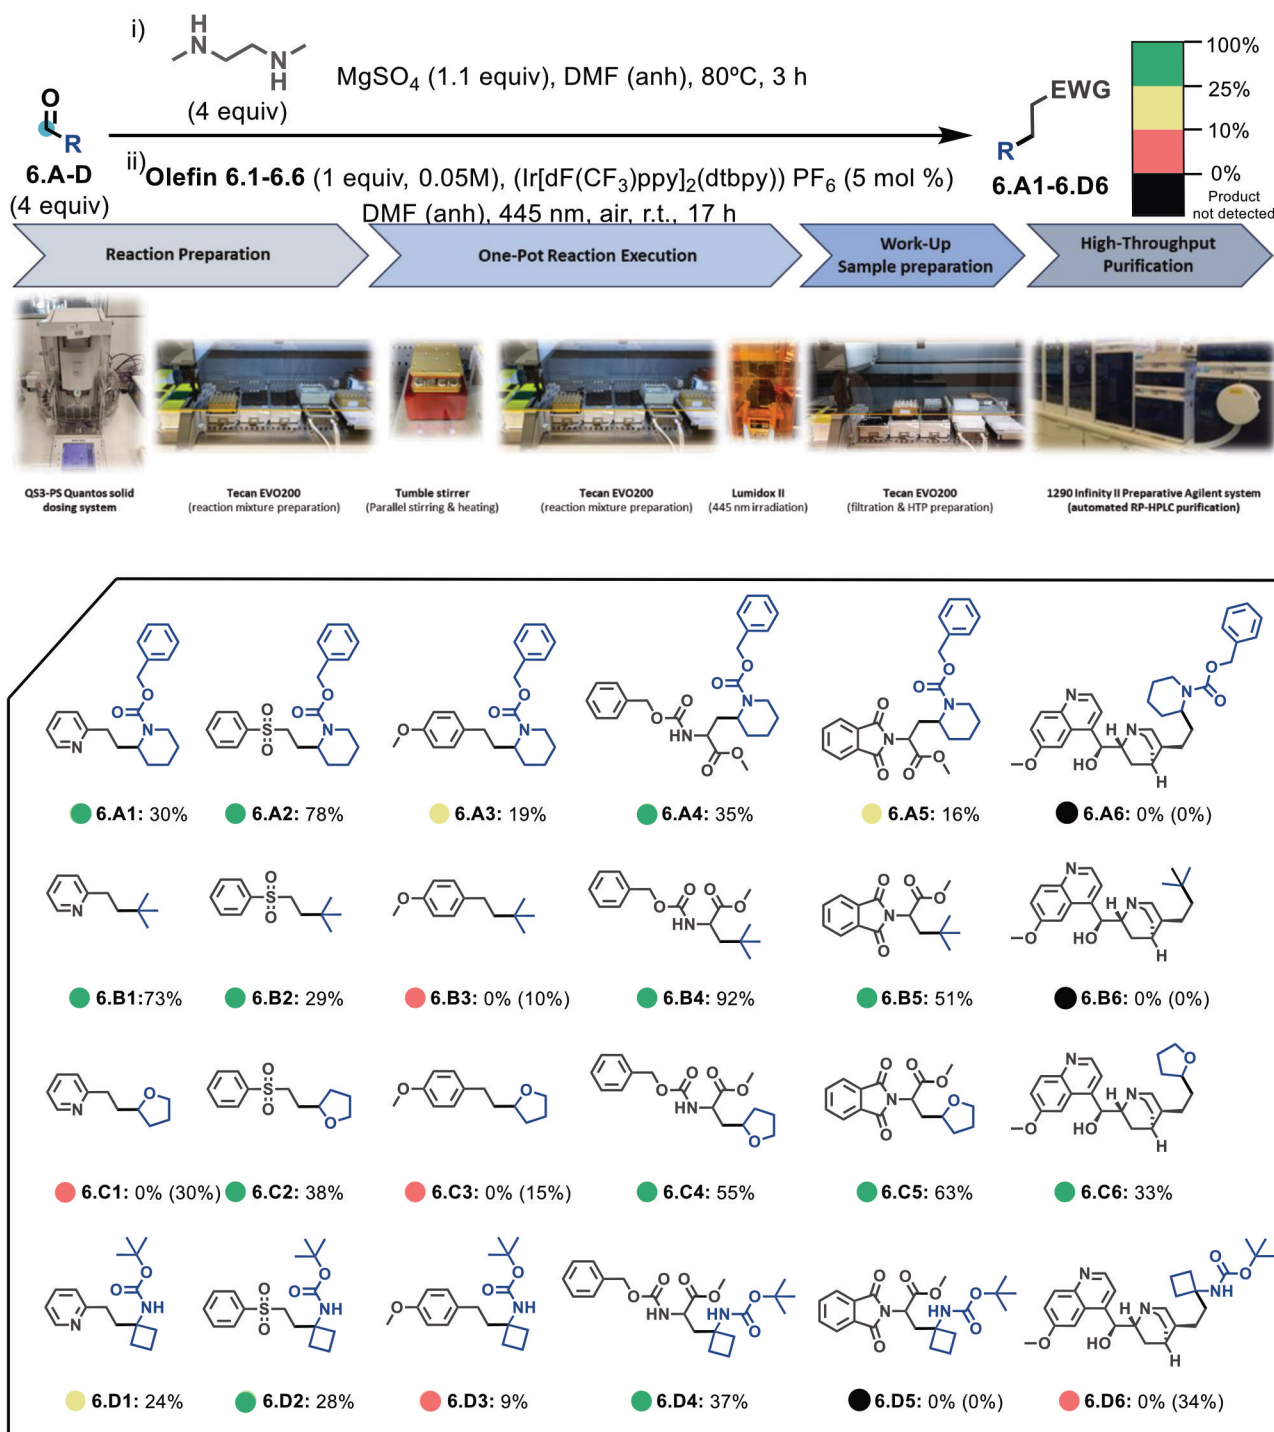 i)
H
N
N
H
(4 equiv)
MgSO4 (1.1 equiv), DMF (anh), 80ºC, 3 h
O
R
6.A-D
(4 equiv)
ii) Olefin 6.1-6.6 (1 equiv, 0.05M), (Ir[dF(CF3)ppy]2(dtbpy)) PF6 (5 mol %)
DMF (anh), 445 nm, air, r.t., 17 h
EWG
R
6.A1-6.D6
100%
25%
10%
0%
Product
not detected
Reaction Preparation
One-Pot Reaction Execution
Work-Up
Sample preparation
High-Throughput
Purification
QS3-PS Quantos solid
dosing system
Tecan EVO200
(reaction mixture preparation)
Tumble stirrer
(Parallel stirring & heating)
Tecan EVO200
(reaction mixture preparation)
Lumidox II
(445 nm irradiation)
Tecan EVO200
(filtration & HTP preparation)
1290 Infinity II Preparative Agilent system
(automated RP-HPLC purification)
6.A1: 30%
6.A2: 78%
6.A3: 19%
6.A4: 35%
6.A5: 16%
6.A6: 0% (0%)
6.B1:73%
6.B2: 29%
6.B3: 0% (10%)
6.B4: 92%
6.B5: 51%
6.B6: 0% (0%)
6.C1: 0% (30%)
6.C2: 38%
6.C3: 0% (15%)
6.C4: 55%
6.C5: 63%
6.C6: 33%
6.D1: 24%
6.D2: 28%
6.D3: 9%
6.D4: 37%
6.D5: 0% (0%)
6.D6: 0% (34%)